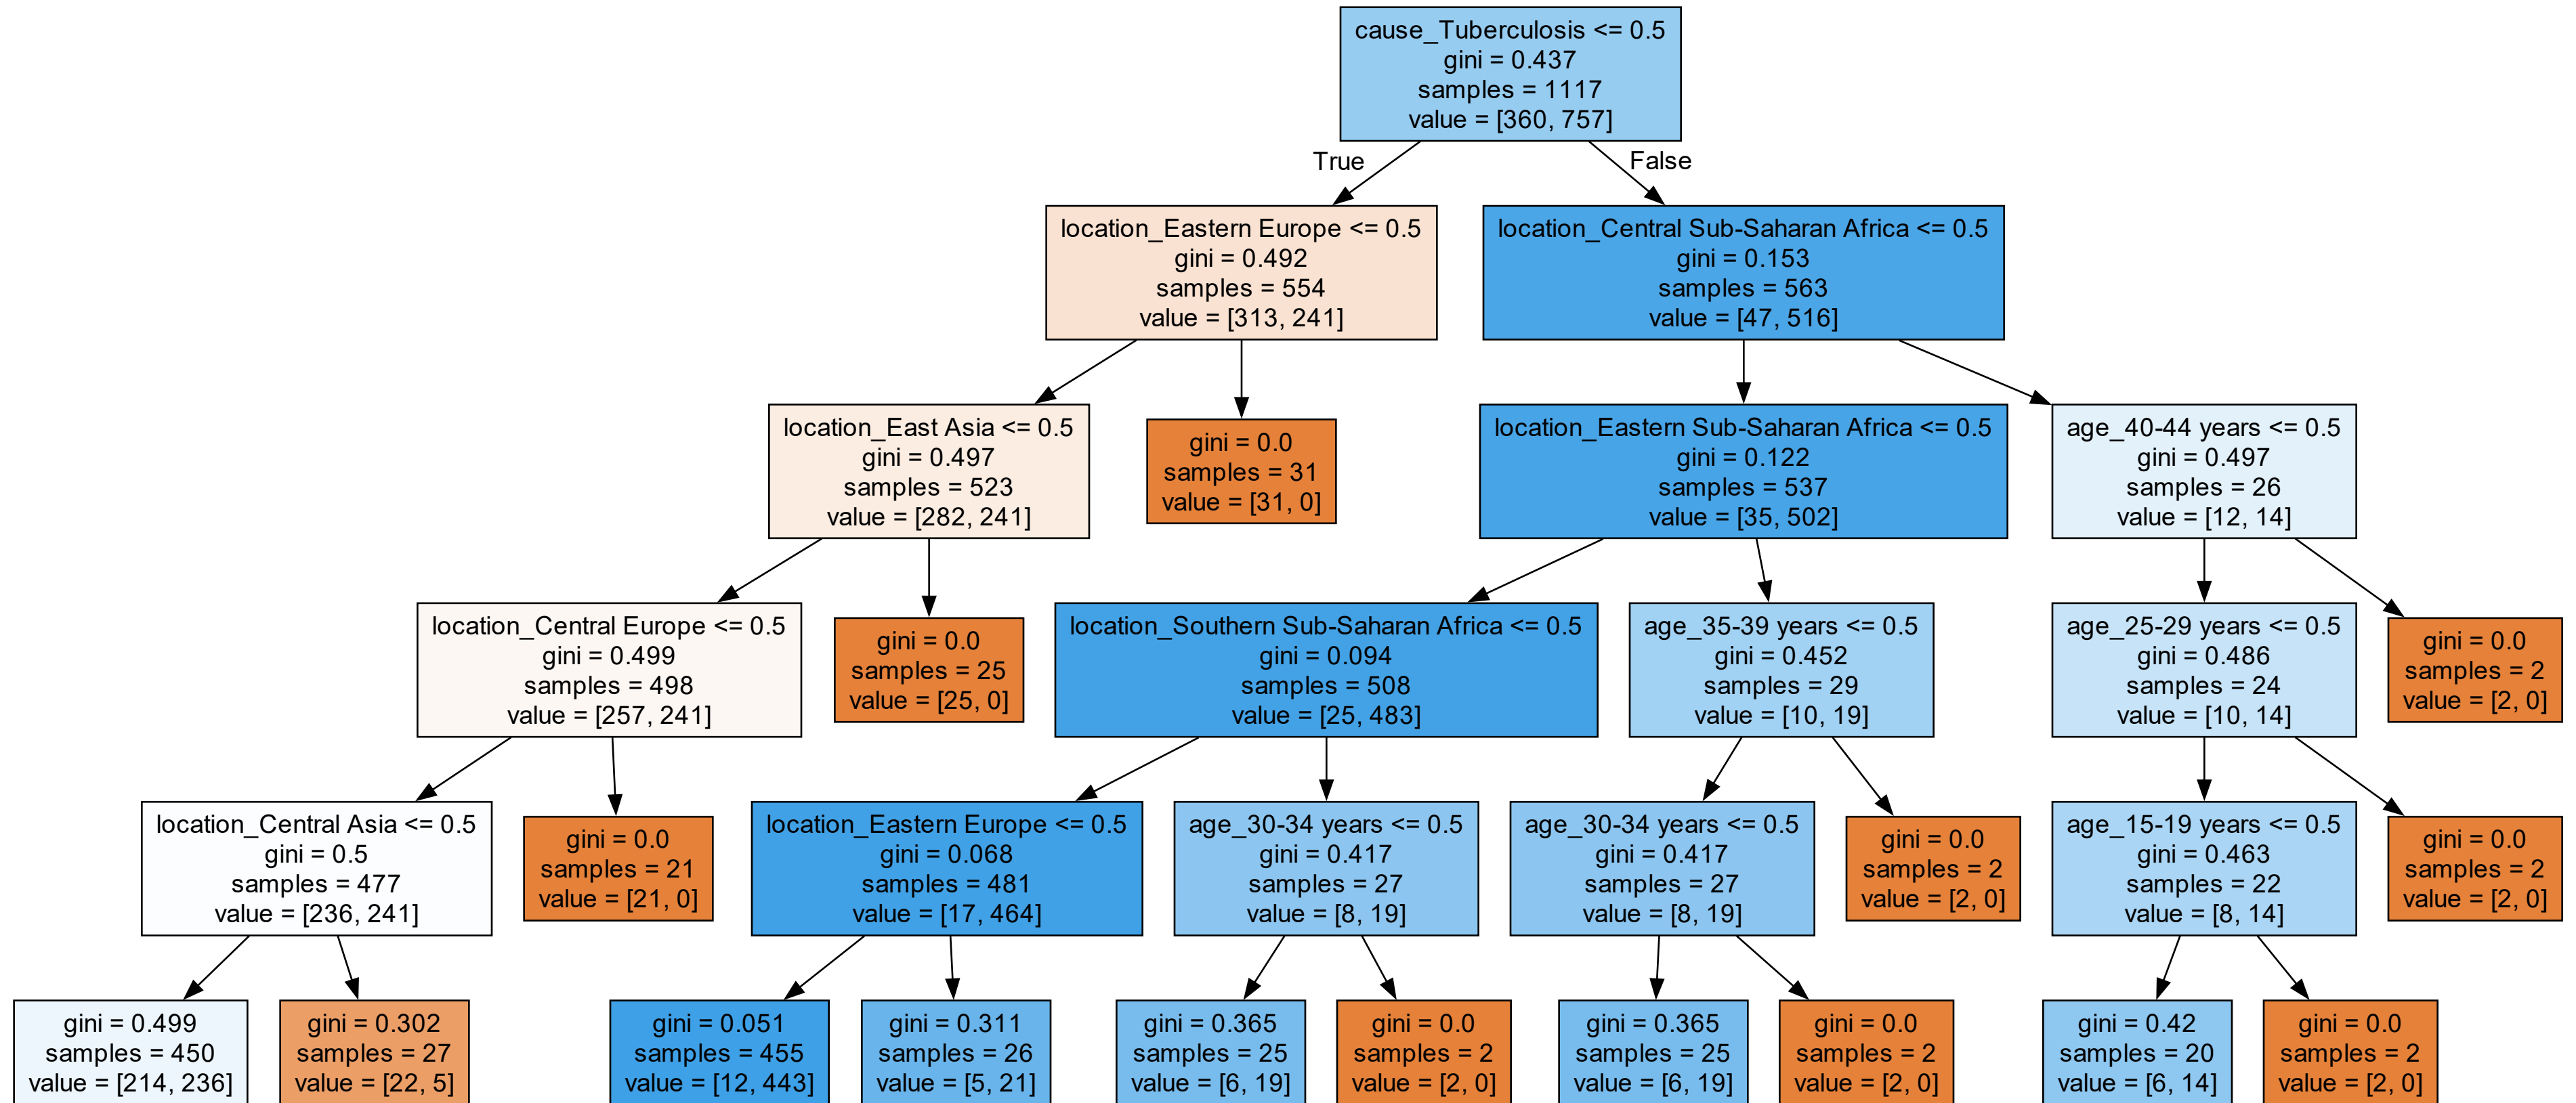 cause_Tuberculosis <= 0.5
gini = 0.437
samples = 1117
value = [360, 757]
True
False
location_Eastern Europe <= 0.5
gini = 0.492
samples = 554
value = [313, 241]
location_Central Sub-Saharan Africa <= 0.5
gini = 0.153
samples = 563
value = [47, 516]
location_East Asia <= 0.5
gini = 0.497
samples = 523
value = [282, 241]
gini = 0.0
samples = 31
value = [31, 0]
location_Eastern Sub-Saharan Africa <= 0.5
gini = 0.122
samples = 537
value = [35, 502]
age_40-44 years <= 0.5
gini = 0.497
samples = 26
value = [12, 14]
location_Central Europe <= 0.5
gini = 0.499
samples = 498
value = [257, 241]
gini = 0.0
samples = 25
value = [25, 0]
location_Southern Sub-Saharan Africa <= 0.5
gini = 0.094
samples = 508
value = [25, 483]
age_35-39 years <= 0.5
gini = 0.452
samples = 29
value = [10, 19]
age_25-29 years <= 0.5
gini = 0.486
samples = 24
value = [10, 14]
gini = 0.0
samples = 2
value = [2, 0]
location_Central Asia <= 0.5
gini = 0.5
samples = 477
value = [236, 241]
gini = 0.0
samples = 21
value = [21, 0]
location_Eastern Europe <= 0.5
gini = 0.068
samples = 481
value = [17, 464]
age_30-34 years <= 0.5
gini = 0.417
samples = 27
value = [8, 19]
age_30-34 years <= 0.5
gini = 0.417
samples = 27
value = [8, 19]
gini = 0.0
samples = 2
value = [2, 0]
age_15-19 years <= 0.5
gini = 0.463
samples = 22
value = [8, 14]
gini = 0.0
samples = 2
value = [2, 0]
gini = 0.499
samples = 450
value = [214, 236]
gini = 0.302
samples = 27
value = [22, 5]
gini = 0.051
samples = 455
value = [12, 443]
gini = 0.311
samples = 26
value = [5, 21]
gini = 0.365
samples = 25
value = [6, 19]
gini = 0.0
samples = 2
value = [2, 0]
gini = 0.365
samples = 25
value = [6, 19]
gini = 0.0
samples = 2
value = [2, 0]
gini = 0.42
samples = 20
value = [6, 14]
gini = 0.0
samples = 2
value = [2, 0]